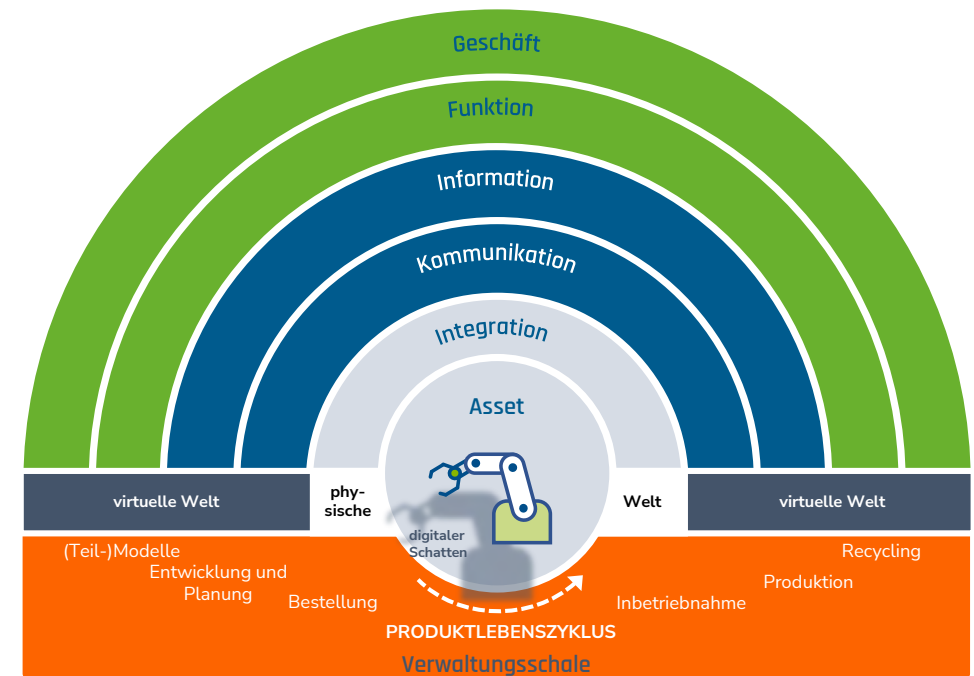 Geschäft
Funktion
Information
Kommunikation
Integration
Asset
virtuelle Welt
phy-
sische
Welt
virtuelle Welt
digitaler
Schatten
(Teil-)Modelle
Entwicklung und
Planung
Bestellung
Inbetriebnahme
Produktion
Recycling
PRODUKTLEBENSZYKLUS
Verwaltungsschale